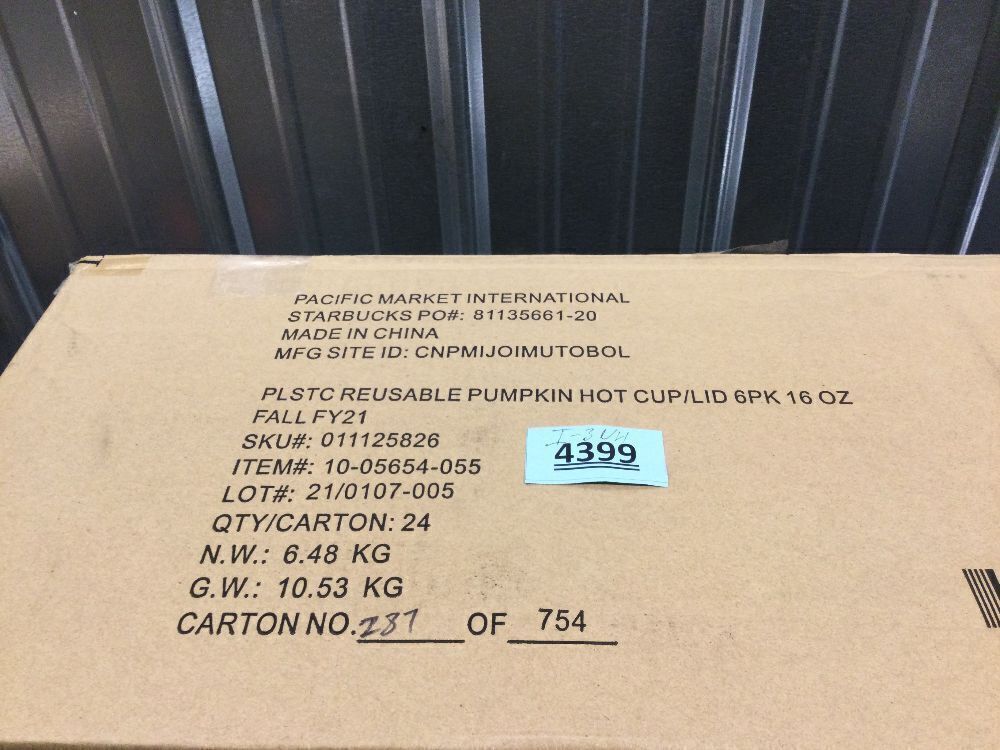 PACIFIC MARKET INTERNATIONAL
STARBUCKS PO#: 81135661-20
MADE IN CHINA
MFG SITE ID: CNPMIJOIMUTOBOL
PLSTC REUSABLE PUMPKIN HOT CUP/LID 6PK 16 OZ
FALL FY21
SKU#: 011125826
ITEM#: 10-05654-055
LOT#: 21/0107-005
QTY/CARTON: 24
N.W.: 6.48 KG
G.W.: 10.53 KG
CARTON NO. 287 OF 754
4399